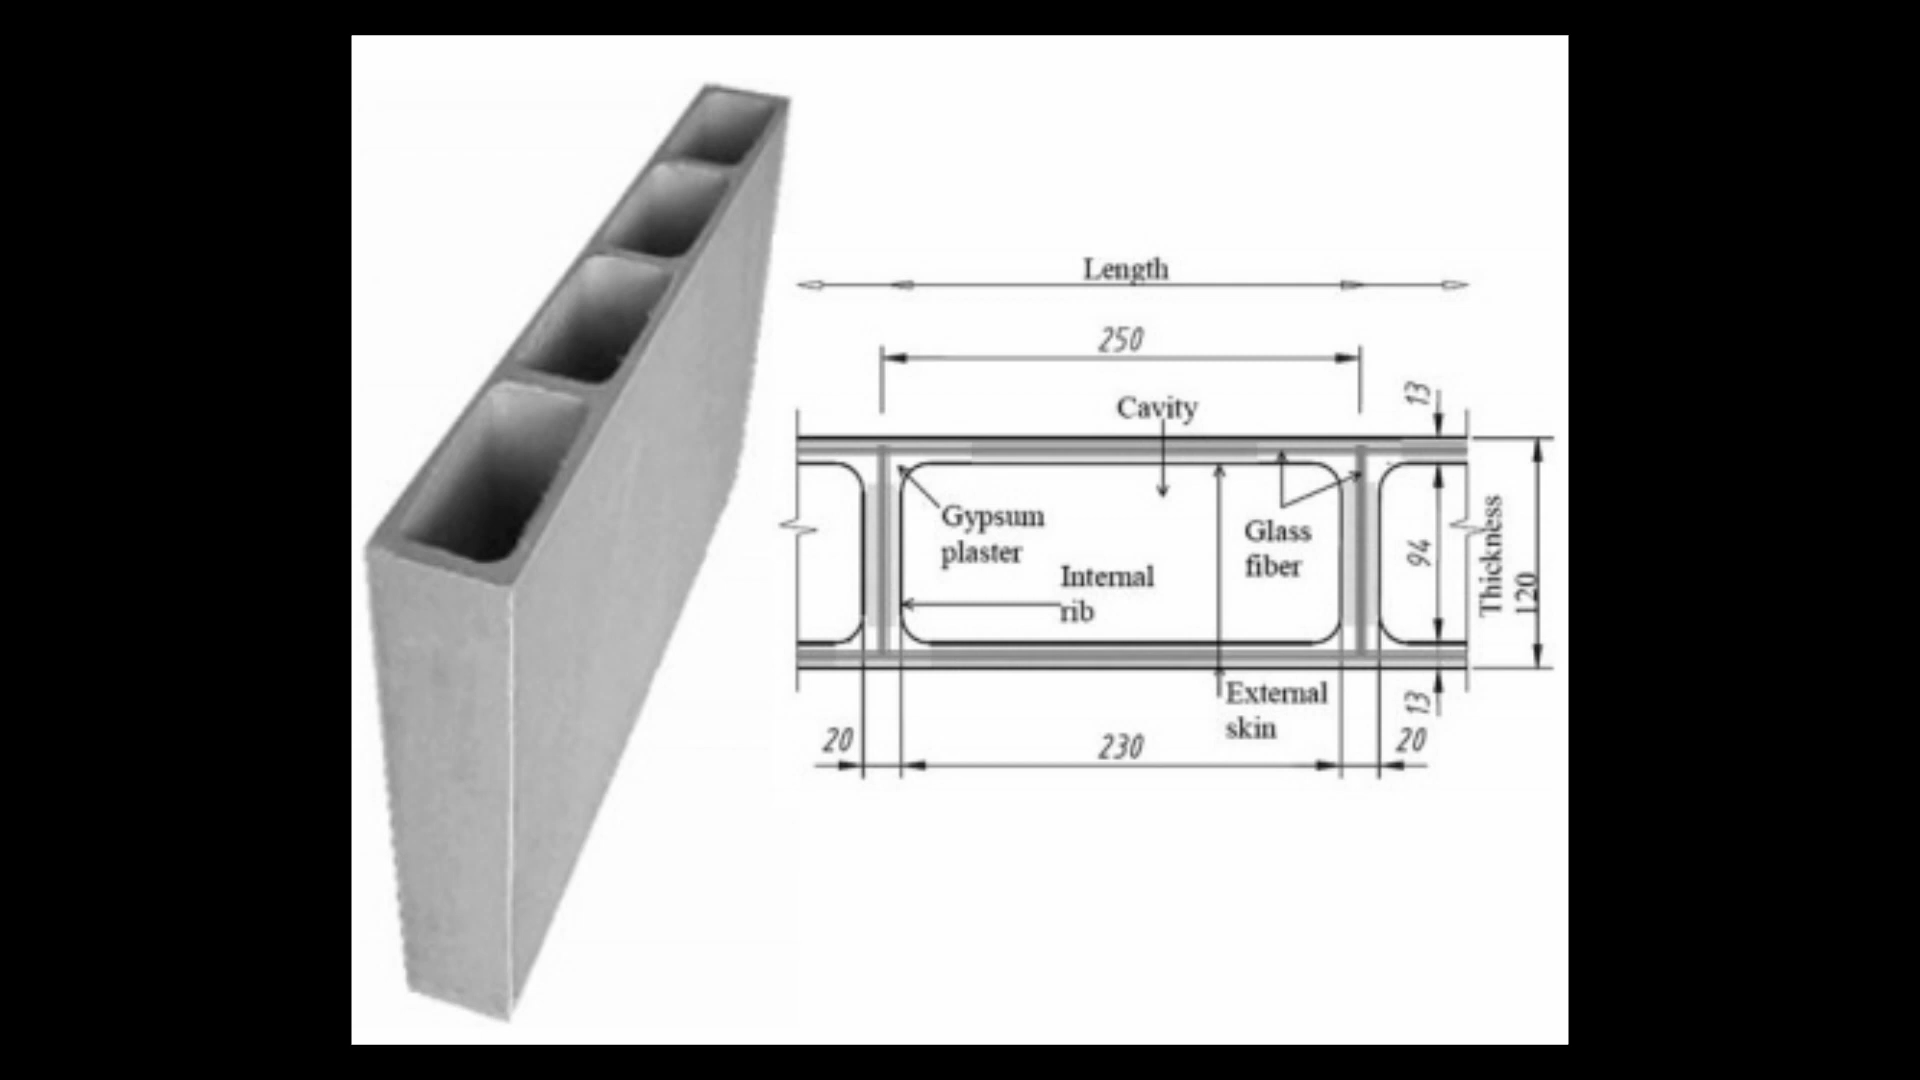 Length
250
13
Cavity
Gypsum
plaster
Glass
fiber
Internal
rib
94
Thickness
120
External
skin
13
20
230
20